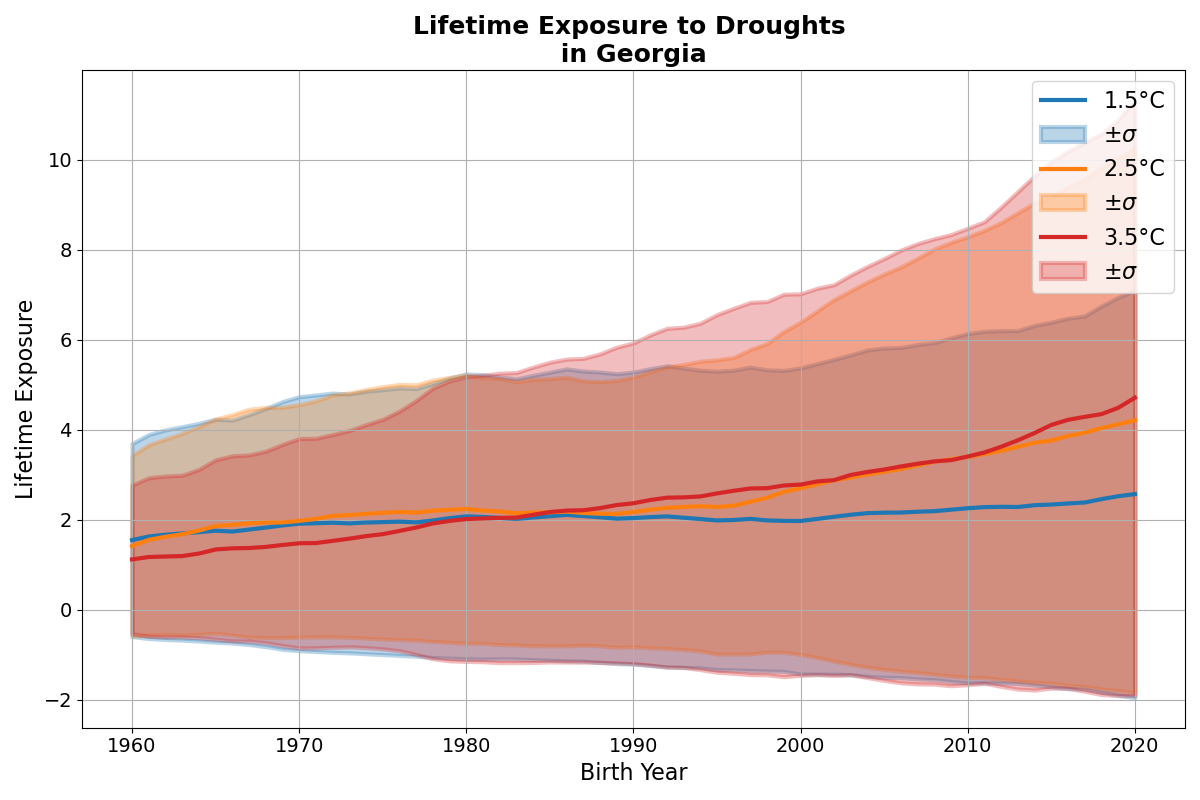 Lifetime Exposure to Droughts
in Georgia
Lifetime Exposure
10
8
6
4
2
0
−2
1960 1970 1980 1990 2000 2010 2020
Birth Year
1.5°C
±σ
2.5°C
±σ
3.5°C
±σ